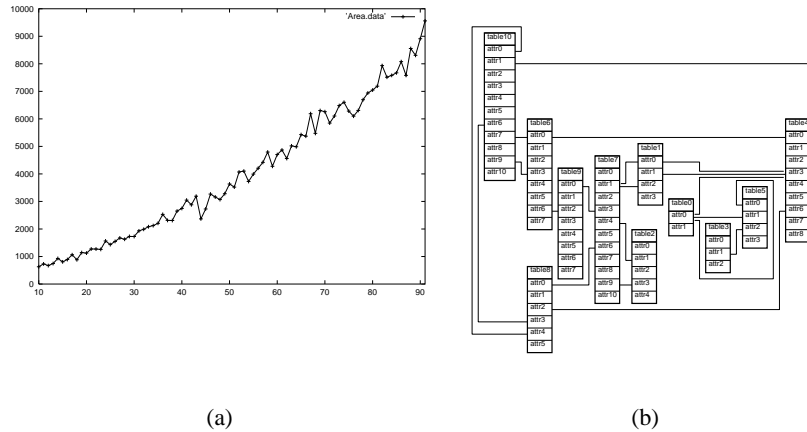 10000
9000
8000
7000
6000
5000
4000
3000
2000
1000
0
10
20
30
40
50
60
70
80
90
'Area.data'
(a)
table10
attr0
attr1
attr2
attr3
attr4
attr5
attr6
attr7
attr8
attr9
attr10
table6
attr0
attr1
attr2
attr3
attr4
attr5
attr6
attr7
table9
attr0
attr1
attr2
attr3
attr4
attr5
attr6
attr7
table8
attr0
attr1
attr2
attr3
attr4
attr5
table7
attr0
attr1
attr2
attr3
attr4
attr5
attr6
attr7
attr8
attr9
attr10
table1
attr0
attr1
attr2
attr3
table2
attr0
attr1
attr2
attr3
attr4
table0
attr0
attr1
table3
attr0
attr1
attr2
table5
attr0
attr1
attr2
attr3
table4
attr0
attr1
attr2
attr3
attr4
attr5
attr6
attr7
attr8
(b)